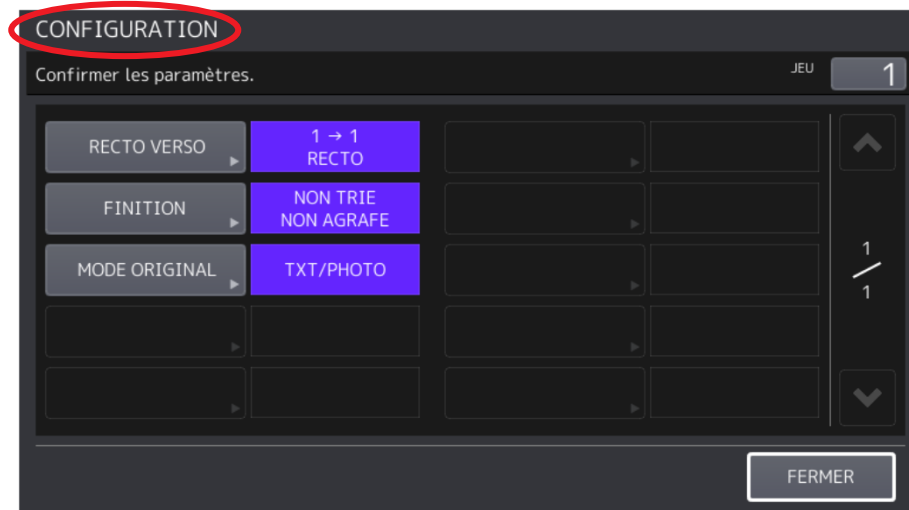 CONFIGURATION
Confirmer les paramètres.
JEU
1
RECTO VERSO
1 → 1
RECTO
FINITION
NON TRIE
NON AGRAFE
MODE ORIGINAL
TXT/PHOTO
1
1
FERMER